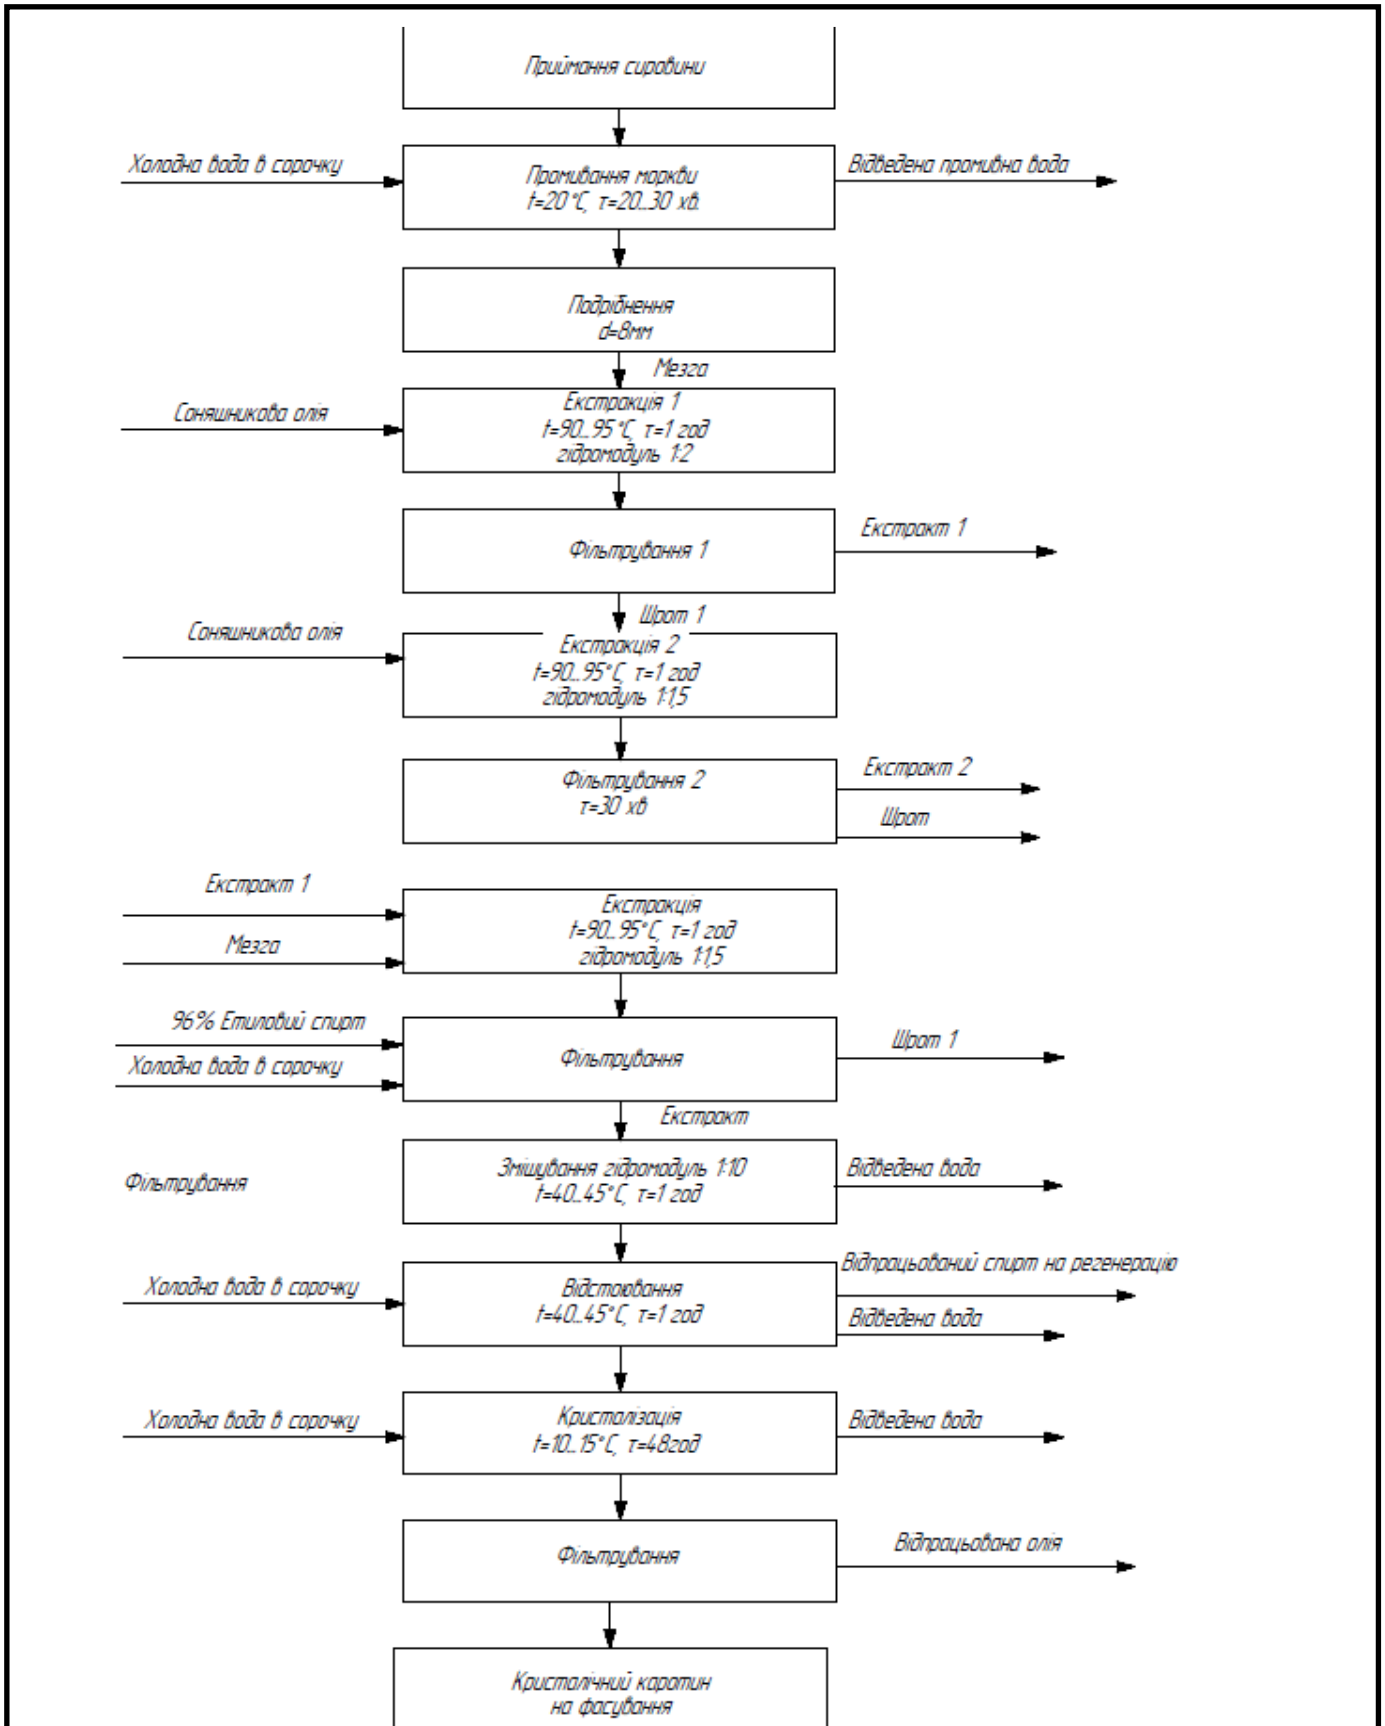 Приймання сировини
Холодна вода в сорочку
Промивання моркви
t=20°С, τ=20...30 хв.
Відведена промивна вода
Подрібнення
d=8мм
Мезга
Соняшникова олія
Екстракція 1
t=90...95°С, τ=1 год
гідромодуль 1:2
Фільтрування 1
Екстракт 1
Шрот 1
Соняшникова олія
Екстракція 2
t=90...95°С, τ=1 год
гідромодуль 1:1,5
Фільтрування 2
τ=30 хв
Екстракт 2
Шрот
Екстракт 1
Мезга
Екстракція
t=90...95°С, τ=1 год
гідромодуль 1:1,5
96% Етиловий спирт
Холодна вода в сорочку
Фільтрування
Шрот 1
Екстракт
Фільтрування
Змішування гідромодуль 1:10
t=40...45°С, τ=1 год
Відведена вода
Холодна вода в сорочку
Відстоювання
t=40...45°С, τ=1 год
Відпрацьований спирт на регенерацію
Відведена вода
Холодна вода в сорочку
Кристалізація
t=10...15°С, τ=48год
Відведена вода
Фільтрування
Відпрацьована олія
Кристалічний каротин
на фасування